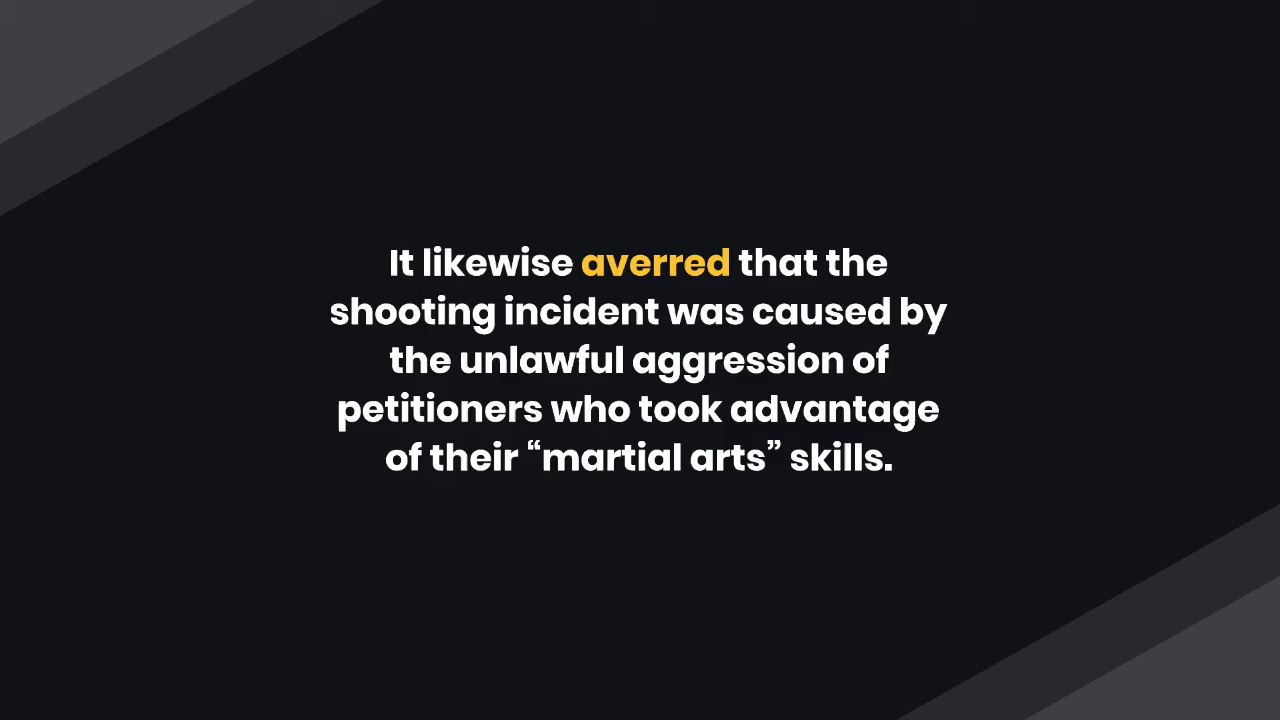 It likewise averred that the
shooting incident was caused by
the unlawful aggression of
petitioners who took advantage
of their “martial arts” skills.